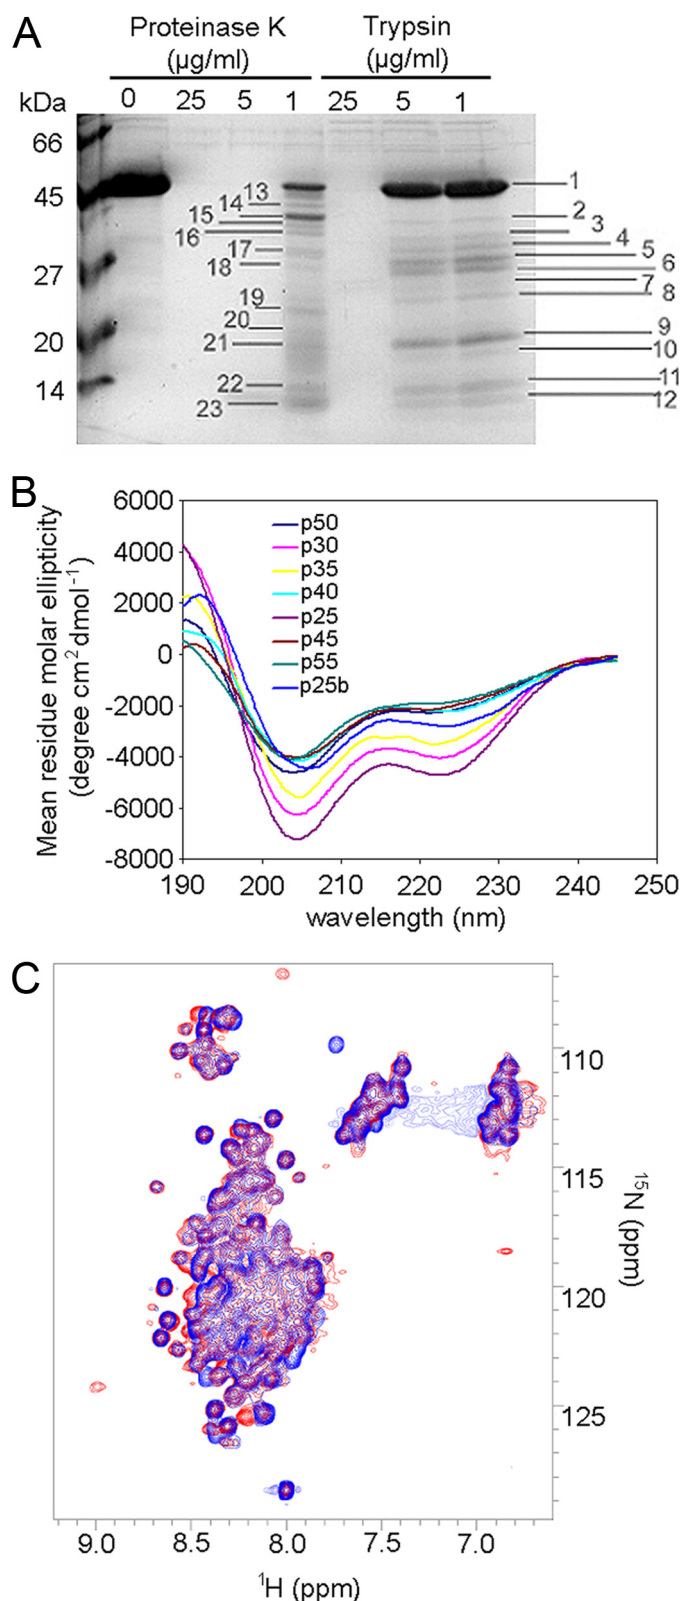 A
Proteinase K Trypsin
(µg/ml) (µg/ml)
kDa 0 25 5 1 25 5 1
66
45
27
20
14
13
14
15
16
17
18
19
20
21
22
23
1
2
3
4
5
6
7
8
9
10
11
12
B
Mean residue molar ellipticity
(degree cm2 dmol-1)
6000
4000
2000
0
-2000
-4000
-6000
-8000
p50
p30
p35
p40
p25
p45
p55
p25b
190 200 210 220 230 240 250
wavelength (nm)
C
110
115
120
125
15N (ppm)
9.0 8.5 8.0 7.5 7.0
1H (ppm)